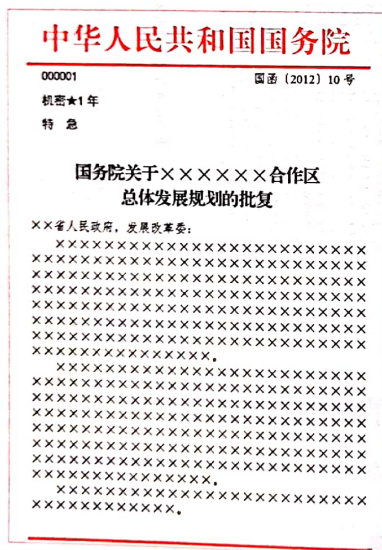 中华人民共和国国务院
000001
国函〔2012〕10号
机密★1年
特 急
国务院关于××××××合作区
总体发展规划的批复
××省人民政府,发展改革委:
×××××××××××××××××××××××××
×××××××××××××××××××××××××××
×××××××××××××××××××××××××××
×××××××××××××××××××××××××××
×××××××××××××××××××××××××××
×××××××××××××××××××××××××××
×××××××××××××××××××××××××××
××××××××××××××。
×××××××××××××××××××××××××
×××××××××××××××××××××××××××
×××××××××××××××××××××××××××
×××××××××××××××××××××××××××
×××××××××××××××××××××××××××
×××××××××××××××××××××××××××
×××××××××××××××××××××××××××
××××××××××××××。
×××××××××××××××××××××××××
××××××××××××。